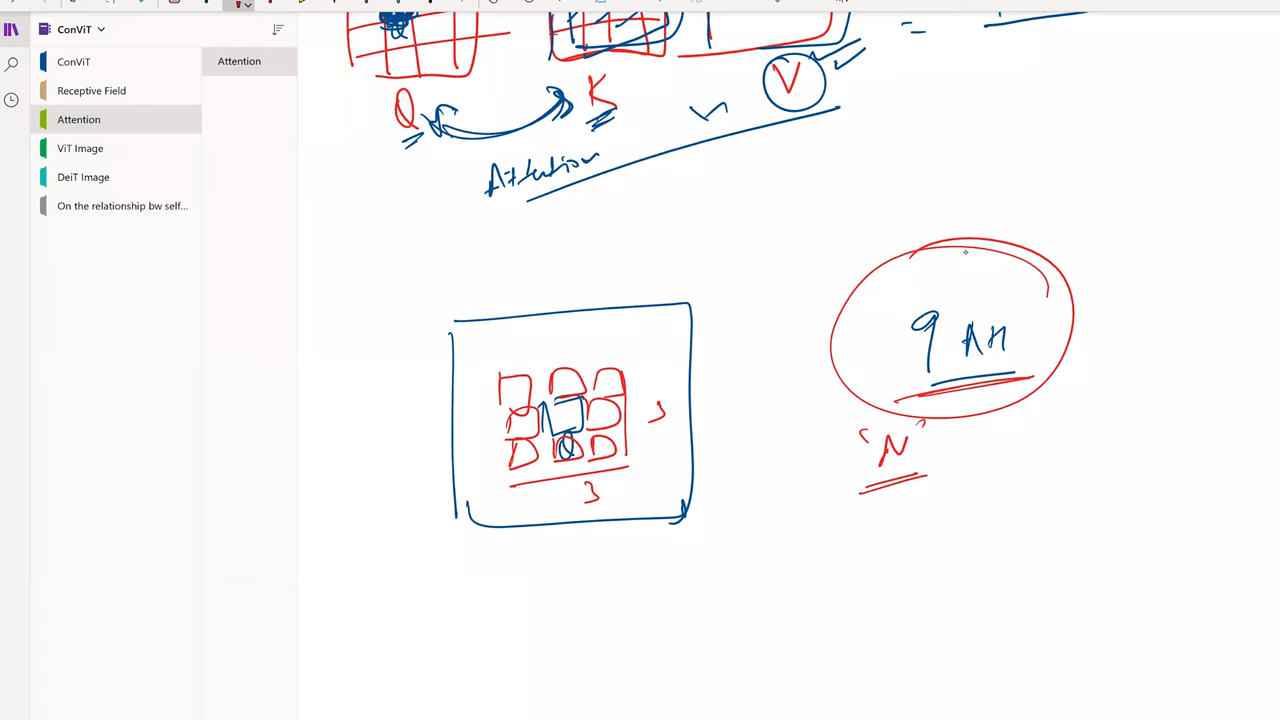 ConViT
ConViT
Receptive Field
Attention
ViT Image
DeiT Image
On the relationship bw self...
Attention
=
Q
K
V
Attention
3
3
Q
9 AH
'N'